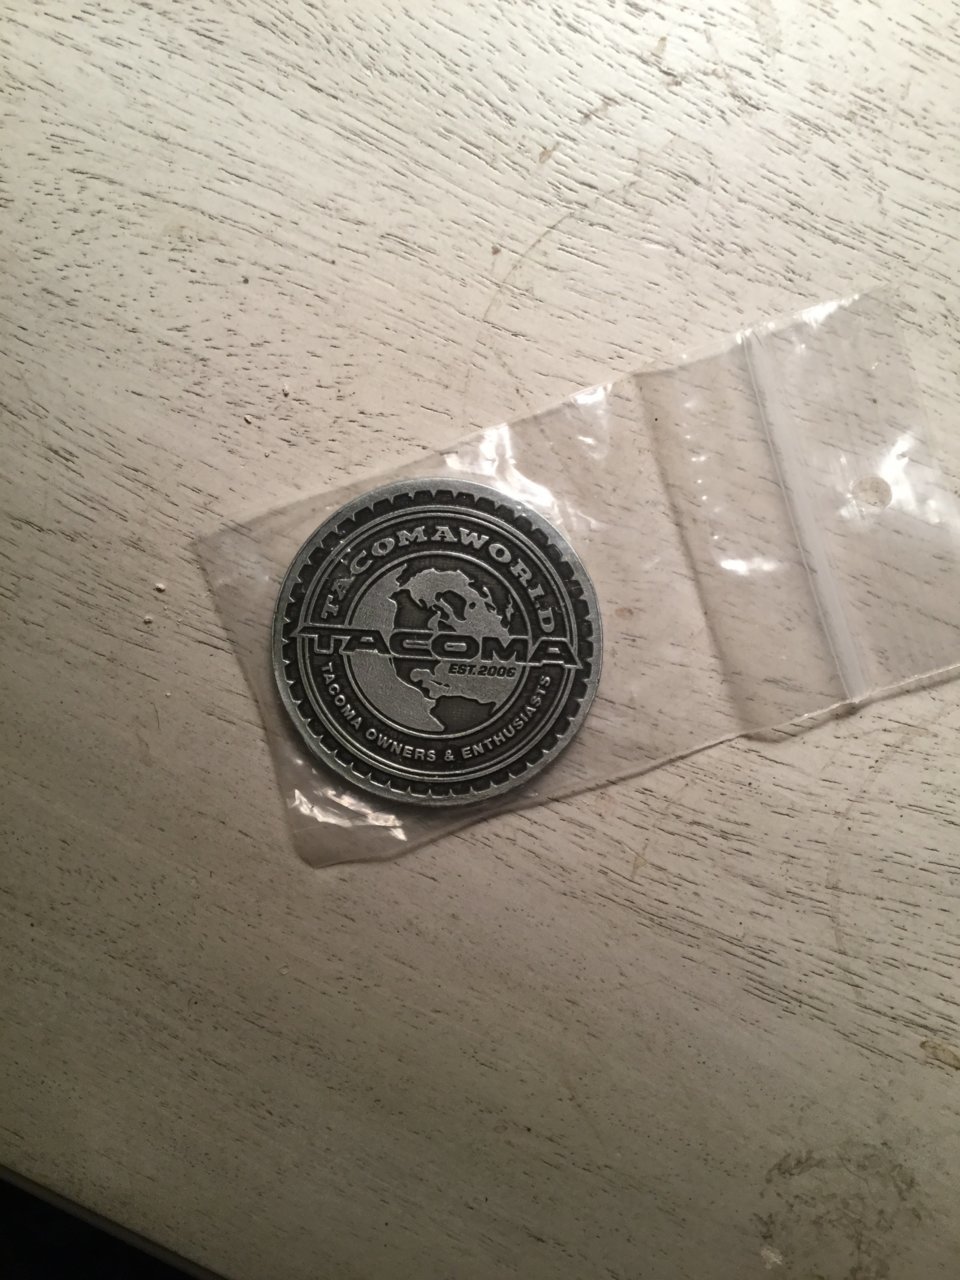 TACOMAWORLD
TACOMA
EST. 2006
TACOMA OWNERS & ENTHUSIASTS